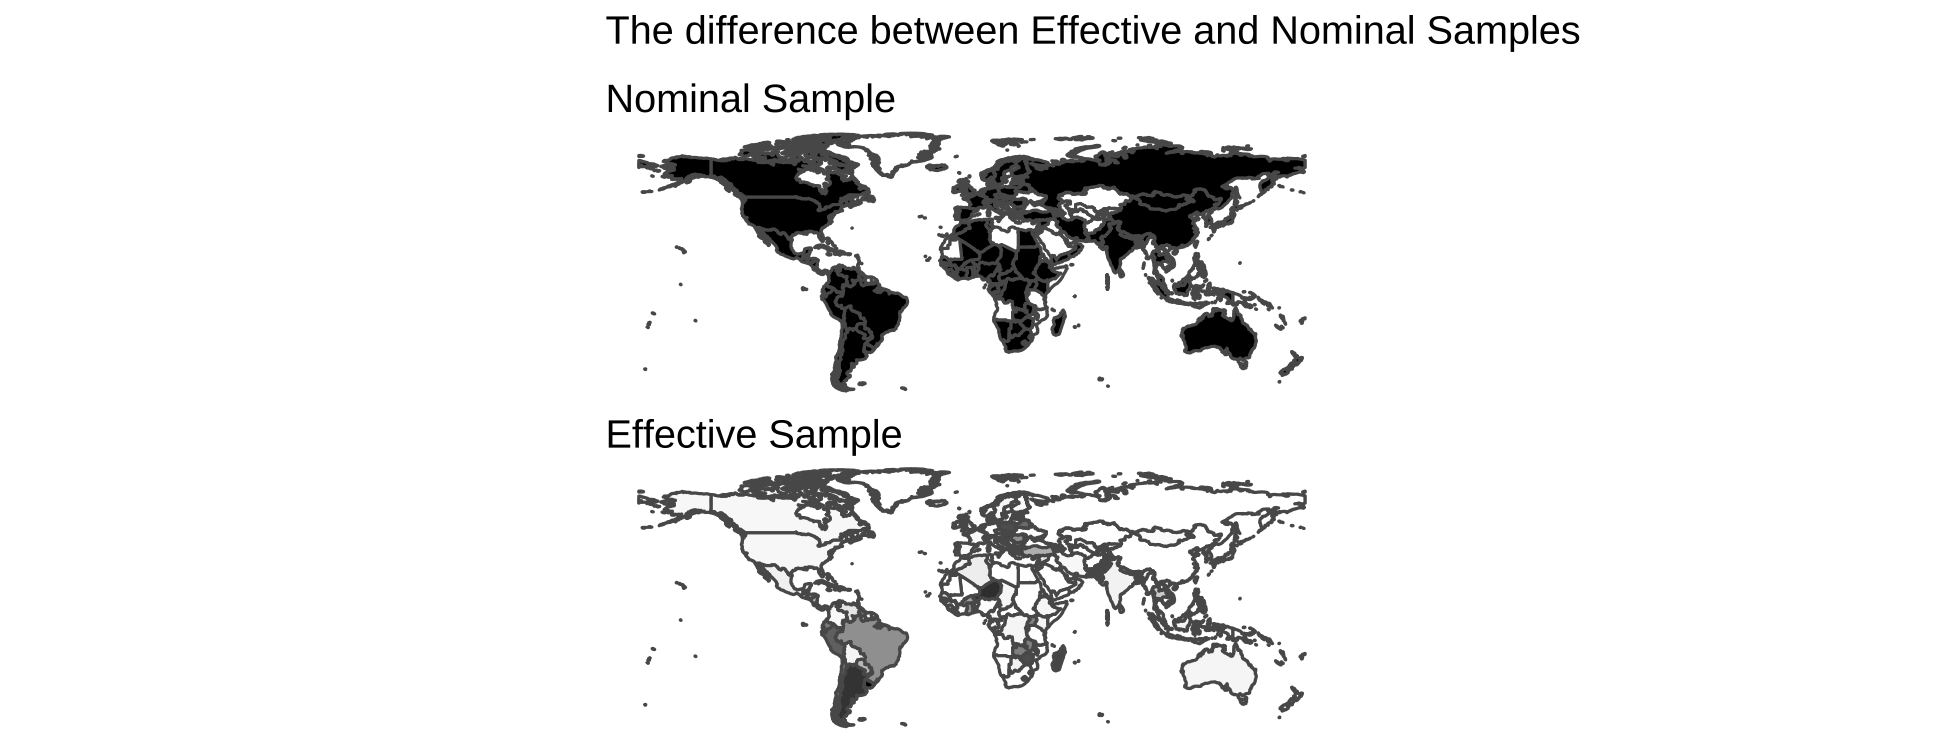 The difference between Effective and Nominal Samples
Nominal Sample
Effective Sample